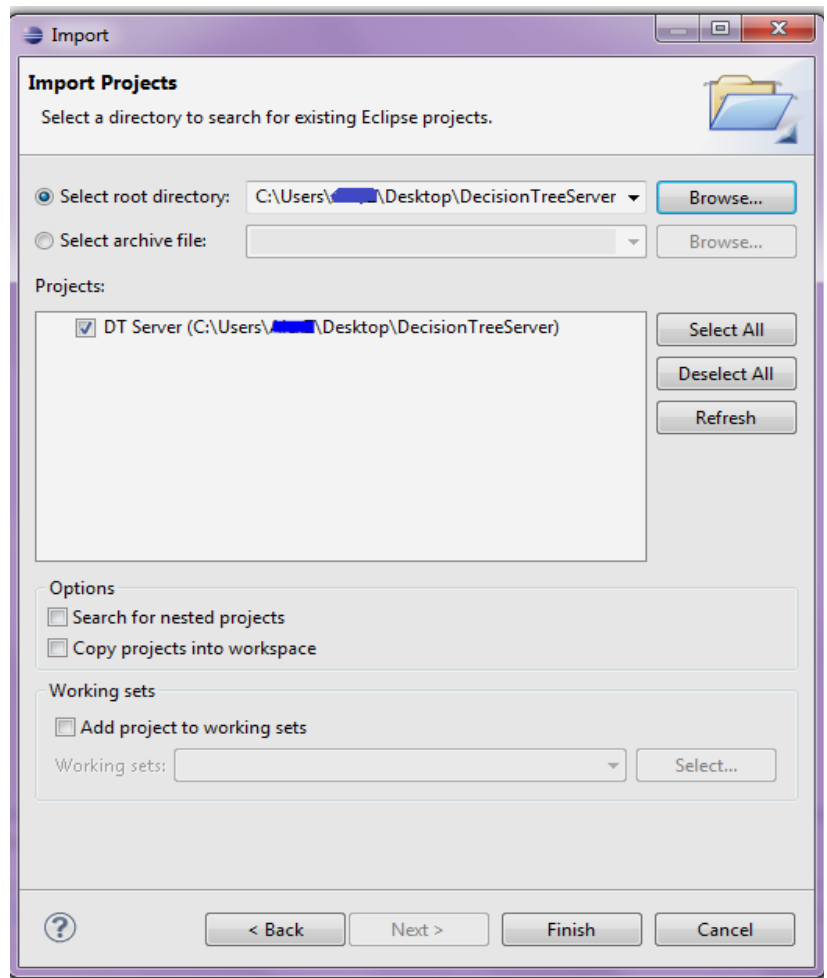 Import
Import Projects
Select a directory to search for existing Eclipse projects.
Select root directory: C:\Users\ \Desktop\DecisionTreeServer Browse...
Select archive file: Browse...
Projects:
DT Server (C:\Users\ \Desktop\DecisionTreeServer)
Select All
Deselect All
Refresh
Options
Search for nested projects
Copy projects into workspace
Working sets
Add project to working sets
Working sets: Select...
? < Back Next > Finish Cancel